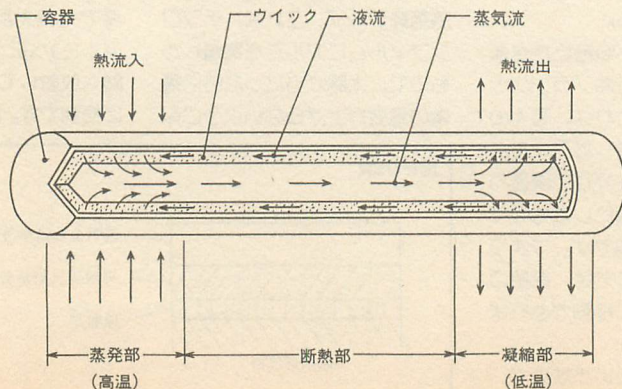 容器
ウイック
液流
蒸気流
熱流入
熱流出
蒸発部
断熱部
凝縮部
(高温)
(低温)